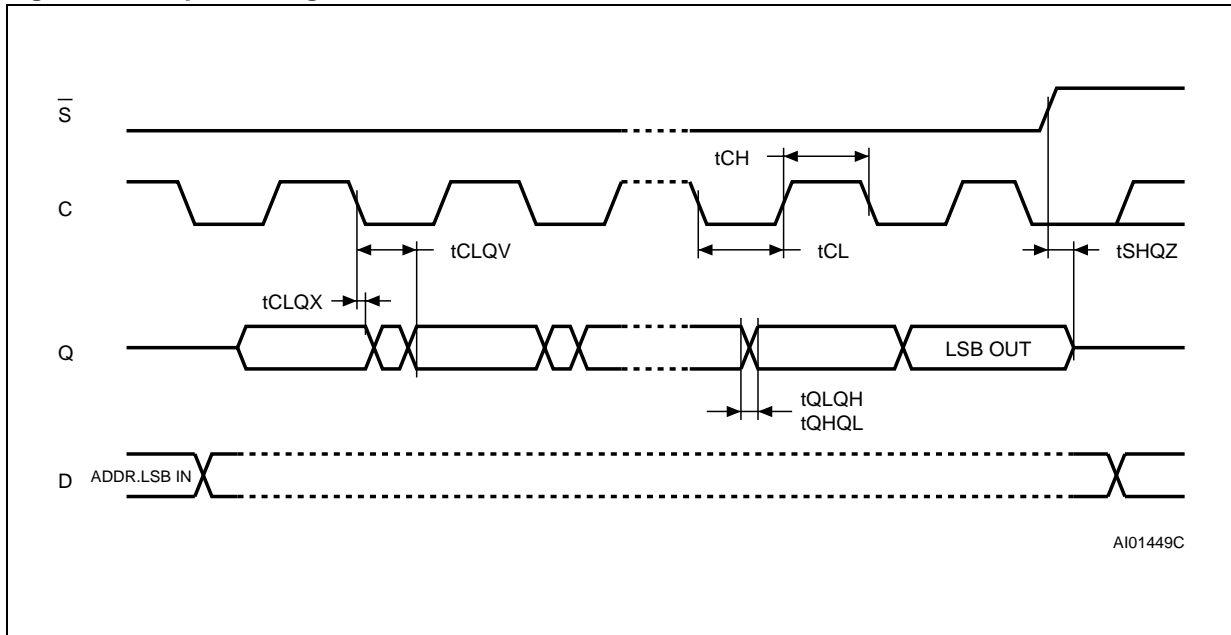 S
tCH
C
tCLQV
tCL
tSHQZ
tCLQX
Q
LSB OUT
tQLQH
tQHQL
D
ADDR.LSB IN
AI01449C